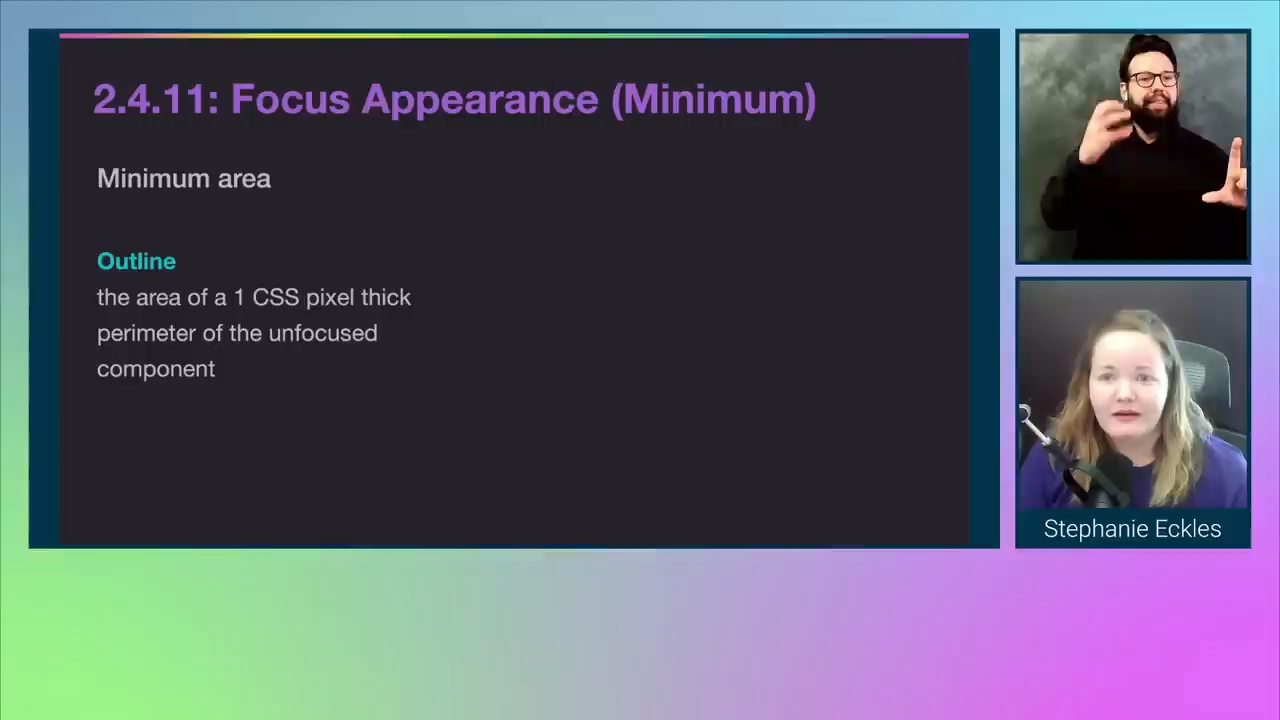 2.4.11: Focus Appearance (Minimum)
Minimum area
Outline
the area of a 1 CSS pixel thick
perimeter of the unfocused
component
Stephanie Eckles